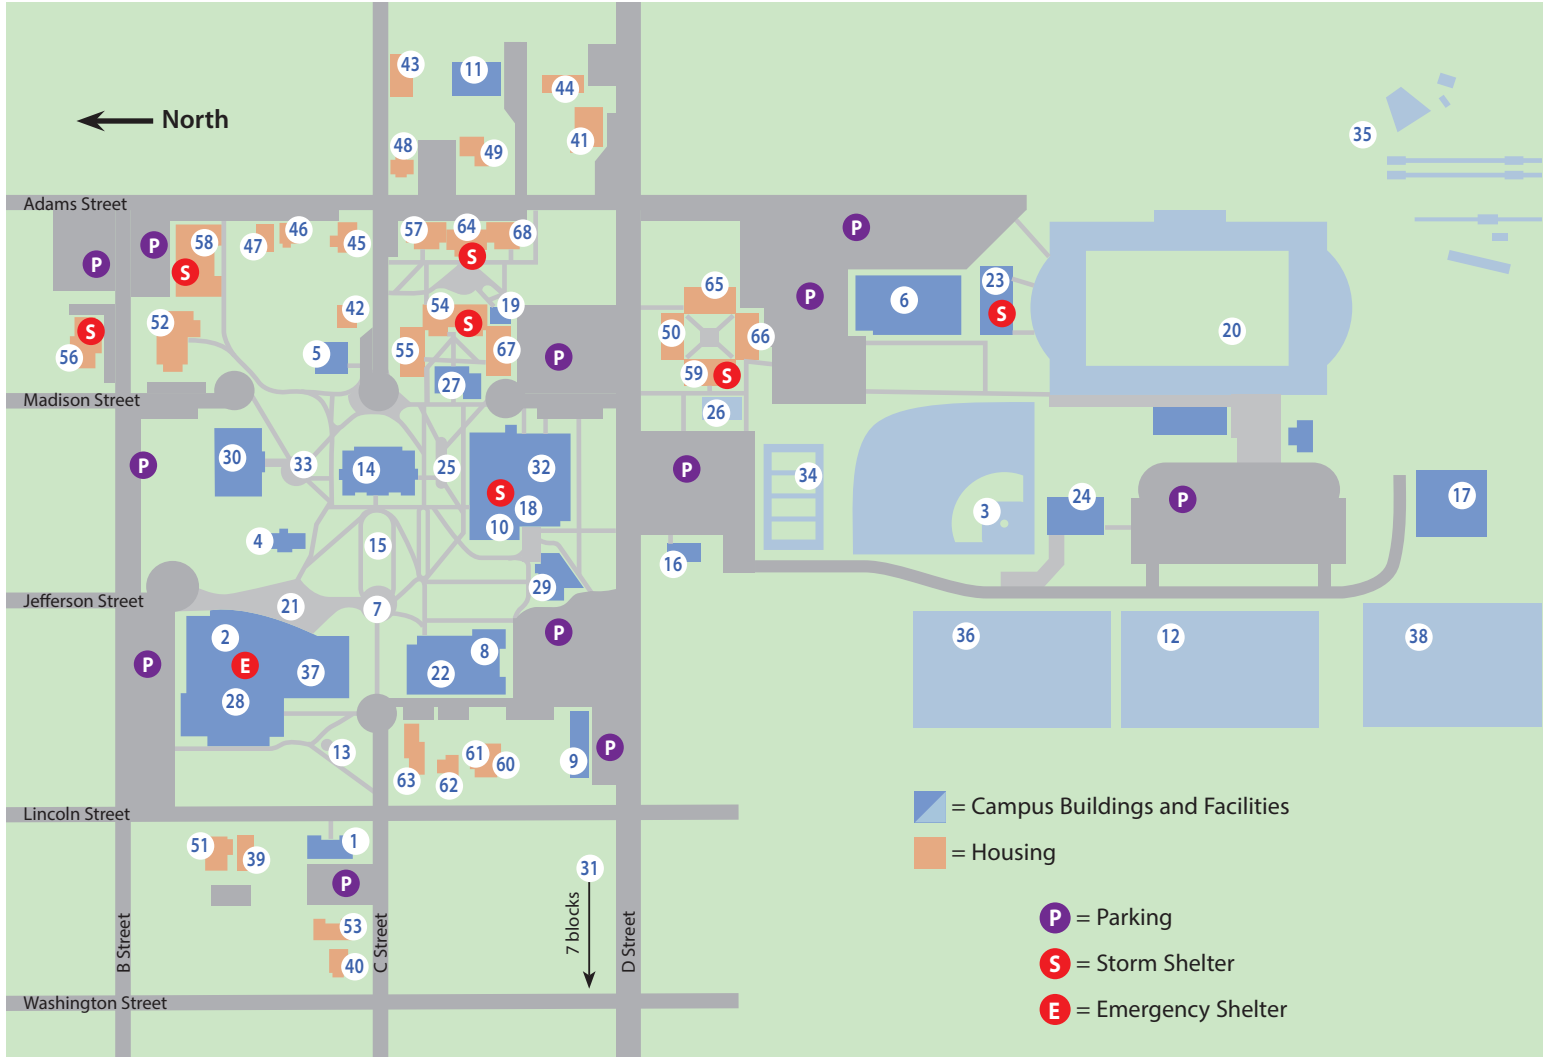 43
11
44
41
48
49
35
North
Adams Street
P
P
58
S
47
46
45
57
64
68
S
P
P
6
23
S
20
65
50
66
59
S
26
S
56
52
42
5
54
19
S
55
67
27
P
Madison Street
P
30
33
14
25
32
S
18
10
P
34
3
24
P
17
4
15
29
16
Jefferson Street
21
7
P
2
E
37
28
P
8
22
36
12
38
13
63
62
61
60
9
P
Lincoln Street
51
39
1
P
53
40
31
7 blocks
B Street
C Street
D Street
Washington Street
= Campus Buildings and Facilities
= Housing
P = Parking
S = Storm Shelter
E = Emergency Shelter